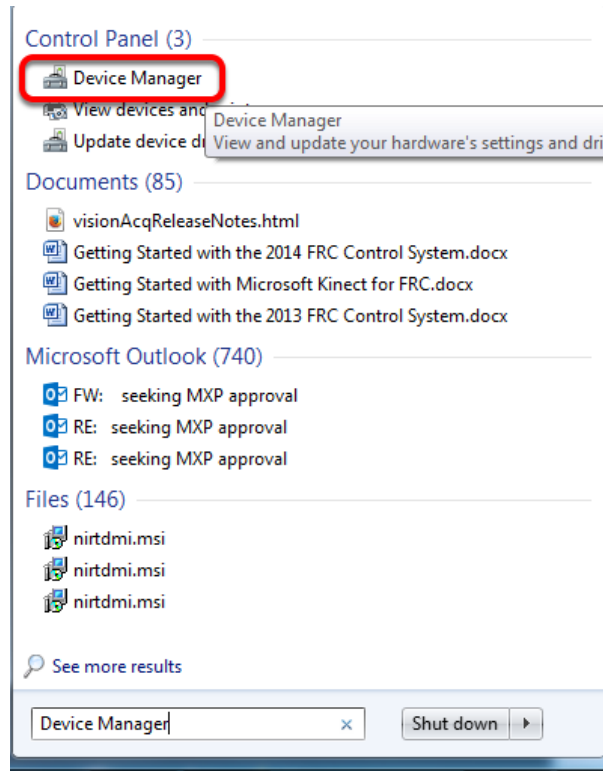 Control Panel (3)
Device Manager
View devices and
Update device dr
Device Manager
View and update your hardware's settings and dri
Documents (85)
visionAcqReleaseNotes.html
Getting Started with the 2014 FRC Control System.docx
Getting Started with Microsoft Kinect for FRC.docx
Getting Started with the 2013 FRC Control System.docx
Microsoft Outlook (740)
FW: seeking MXP approval
RE: seeking MXP approval
RE: seeking MXP approval
Files (146)
nirtdmi.msi
nirtdmi.msi
nirtdmi.msi
See more results
Device Manager × Shut down